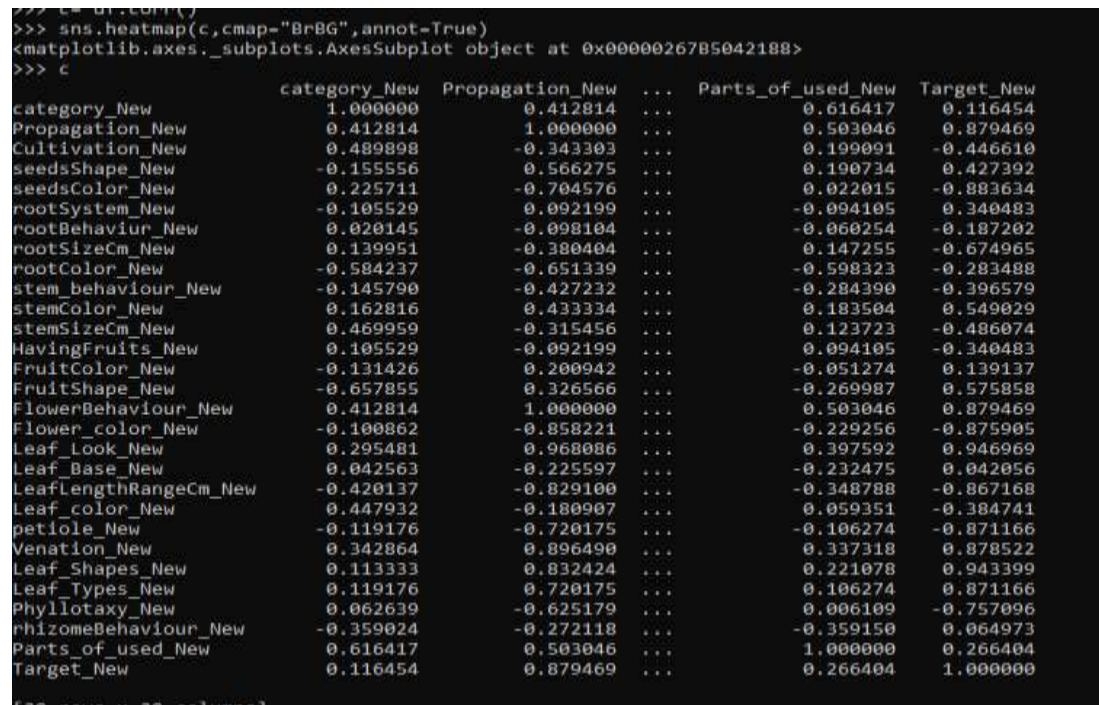 >>> c= df.corr()
>>> sns.heatmap(c,cmap="BrBG",annot=True)
<matplotlib.axes._subplots.AxesSubplot object at 0x00000267B5042188>
>>> c
category_New Propagation_New ... Parts_of_used_New Target_New
category_New 1.000000 0.412814 ... 0.616417 0.116454
Propagation_New 0.412814 1.000000 ... 0.503046 0.879469
Cultivation_New 0.489898 -0.343303 ... 0.199091 -0.446610
seedsShape_New -0.155556 0.566275 ... 0.190734 0.427392
seedsColor_New 0.225711 -0.704576 ... 0.022015 -0.883634
rootSystem_New -0.105529 0.092199 ... -0.094105 0.340483
rootBehaviur_New 0.020145 -0.098104 ... -0.060254 -0.187202
rootSizeCm_New 0.139951 -0.380404 ... 0.147255 -0.674965
rootColor_New -0.584237 -0.651339 ... -0.598323 -0.283488
stem_behaviour_New -0.145790 -0.427232 ... -0.284390 -0.396579
stemColor_New 0.162816 0.433334 ... 0.183504 0.549029
stemSizeCm_New 0.469959 -0.315456 ... 0.123723 -0.486074
HavingFruits_New 0.105529 -0.092199 ... 0.094105 -0.340483
FruitColor_New -0.131426 0.200942 ... -0.051274 0.139137
FruitShape_New -0.657855 0.326566 ... -0.269987 0.575858
FlowerBehaviour_New 0.412814 1.000000 ... 0.503046 0.879469
Flower_color_New -0.100862 -0.858221 ... -0.229256 -0.875905
Leaf_Look_New 0.295481 0.968086 ... 0.397592 0.946969
Leaf_Base_New 0.042563 -0.225597 ... -0.232475 0.042056
LeafLengthRangeCm_New -0.420137 -0.829100 ... -0.348788 -0.867168
Leaf_color_New 0.447932 -0.180907 ... 0.059351 -0.384741
petiole_New -0.119176 -0.720175 ... -0.106274 -0.871166
Venation_New 0.342864 0.896490 ... 0.337318 0.878522
Leaf_Shapes_New 0.113333 0.832424 ... 0.221078 0.943399
Leaf_Types_New 0.119176 0.720175 ... 0.106274 0.871166
Phyllotaxy_New 0.062639 -0.625179 ... 0.006109 -0.757096
rhizomeBehaviour_New -0.359024 -0.272118 ... -0.359150 0.064973
Parts_of_used_New 0.616417 0.503046 ... 1.000000 0.266404
Target_New 0.116454 0.879469 ... 0.266404 1.000000